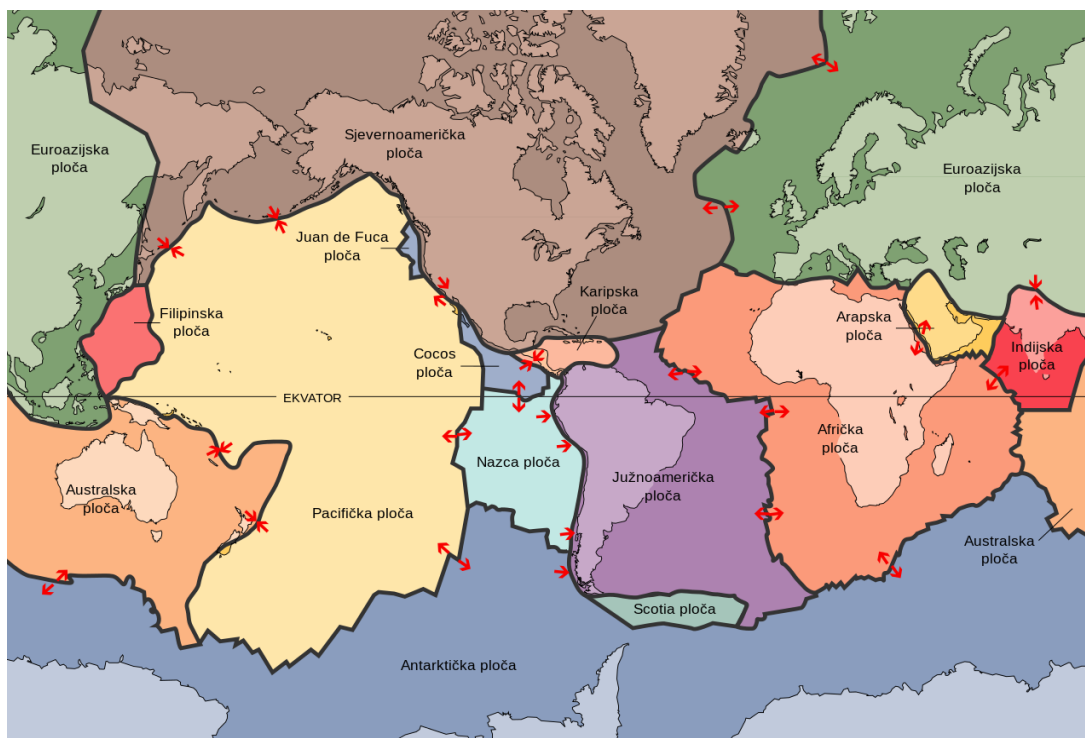 Sjevernoamerička
ploča
Euroazijska
ploča
Euroazijska
ploča
Juan de Fuca
ploča
Karipska
ploča
Filipinska
ploča
Arapska
ploča
Cocos
ploča
Indijska
ploča
EKVATOR
Afrička
ploča
Nazca ploča
Južnoamerička
ploča
Australska
ploča
Pacifička ploča
Australska
ploča
Scotia ploča
Antarktička ploča